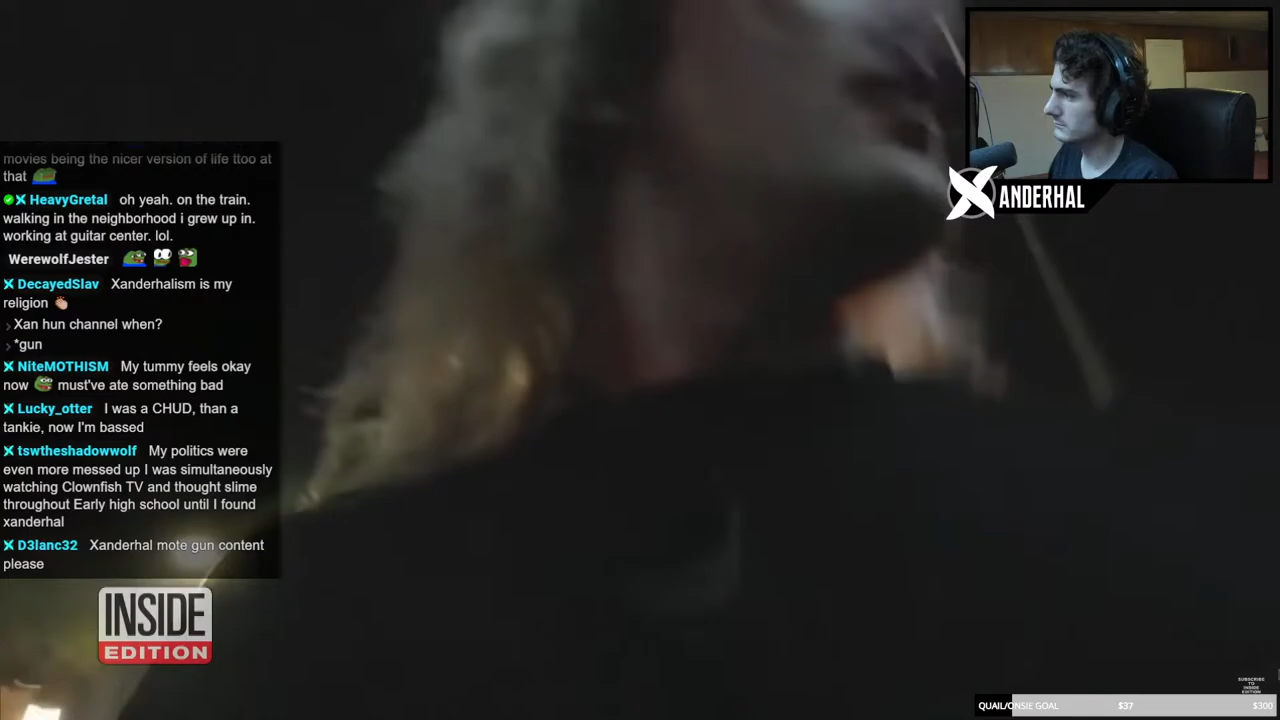 movies being the nicer version of life ttoo at
that
HeavyGretal oh yeah. on the train.
walking in the neighborhood i grew up in.
working at guitar center. lol.
WerewolfJester
DecayedSlav Xanderhalism is my
religion
Xan hun channel when?
*gun
NiteMOTHISM My tummy feels okay
now must've ate something bad
Lucky_otter I was a CHUD, than a
tankie, now I'm bassed
tswtheshadowwolf My politics were
even more messed up I was simultaneously
watching Clownfish TV and thought slime
throughout Early high school until I found
xanderhal
D3lanc32 Xanderhal mote gun content
please
INSIDE
EDITION
XANDERHAL
SUBSCRIBE
TO
INSIDE
EDITION
QUAIL/ONSIE GOAL $37 $300